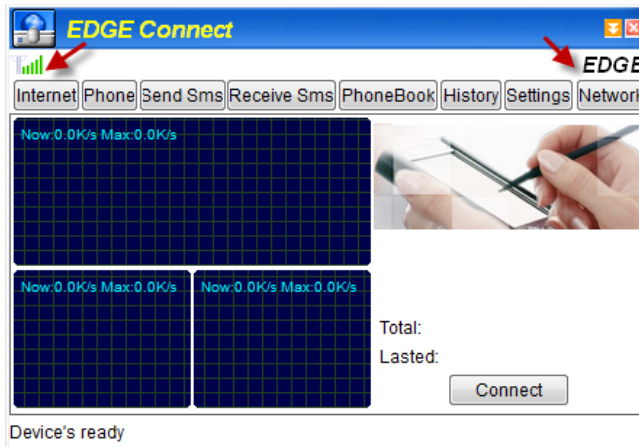 EDGE Connect
EDGE
Internet Phone Send Sms Receive Sms PhoneBook History Settings Network
Now:0.0K/s Max:0.0K/s
Now:0.0K/s Max:0.0K/s Now:0.0K/s Max:0.0K/s
Total:
Lasted:
Connect
Device's ready